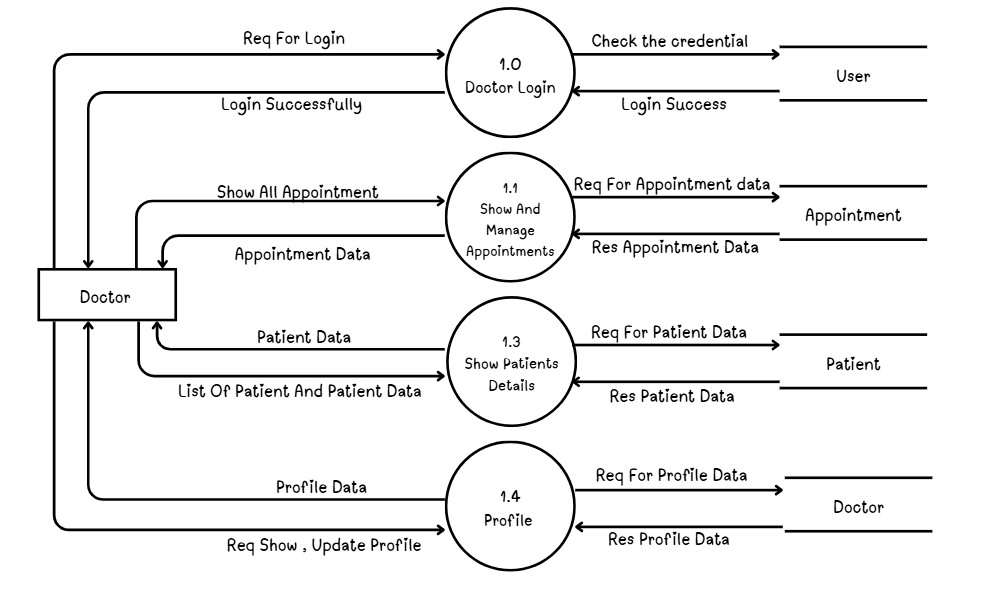 Req For Login
Check the credential
1.0
Doctor Login
User
Login Successfully
Login Success
Show All Appointment
Req For Appointment data
1.1
Show And
Manage
Appointments
Appointment
Appointment Data
Res Appointment Data
Doctor
Patient Data
Req For Patient Data
1.3
Show Patients
Details
Patient
List Of Patient And Patient Data
Res Patient Data
Profile Data
Req For Profile Data
1.4
Profile
Doctor
Req Show , Update Profile
Res Profile Data